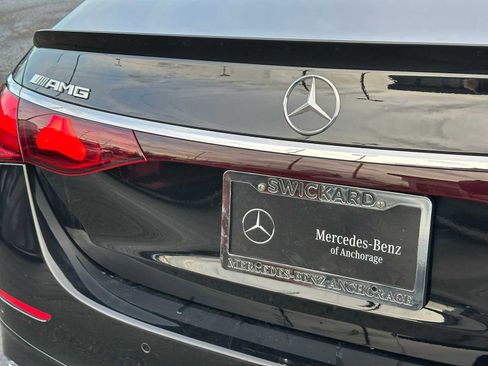 AMG
SWICKARD
Mercedes-Benz
of Anchorage
MERCEDES-BENZ ANCHORAGE